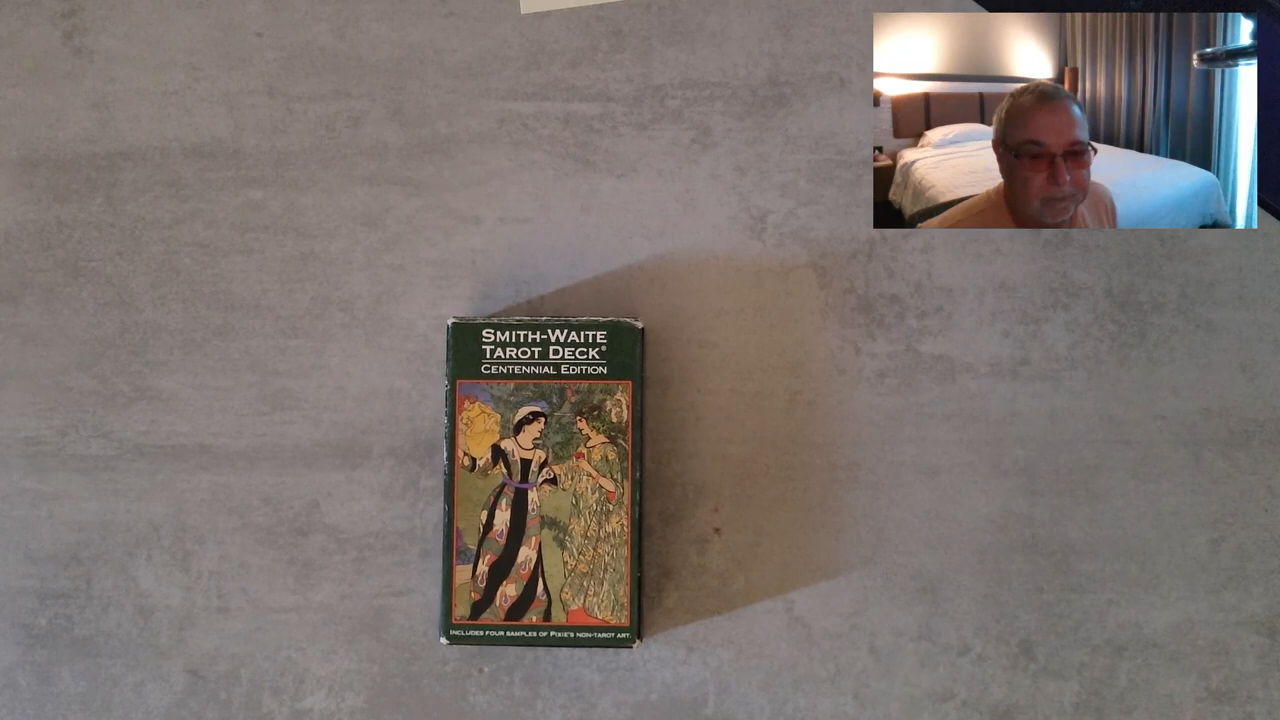 SMITH-WAITE
TAROT DECK®
CENTENNIAL EDITION
INCLUDES FOUR SAMPLES OF PIXIE'S NON-TAROT ART.